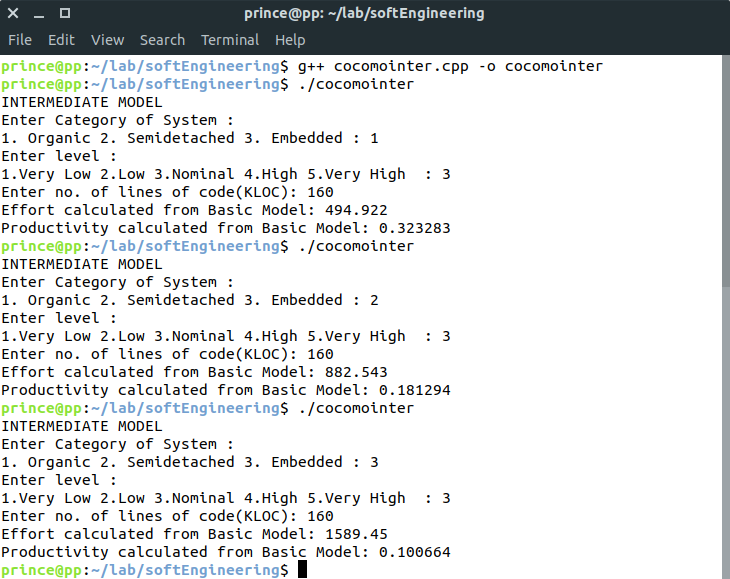 prince@pp: ~/lab/softEngineering
File Edit View Search Terminal Help
prince@pp:~/lab/softEngineering$ g++ cocomointer.cpp -o cocomointer
prince@pp:~/lab/softEngineering$ ./cocomointer
INTERMEDIATE MODEL
Enter Category of System :
1. Organic 2. Semidetached 3. Embedded : 1
Enter level :
1.Very Low 2.Low 3.Nominal 4.High 5.Very High  : 3
Enter no. of lines of code(KLOC): 160
Effort calculated from Basic Model: 494.922
Productivity calculated from Basic Model: 0.323283
prince@pp:~/lab/softEngineering$ ./cocomointer
INTERMEDIATE MODEL
Enter Category of System :
1. Organic 2. Semidetached 3. Embedded : 2
Enter level :
1.Very Low 2.Low 3.Nominal 4.High 5.Very High  : 3
Enter no. of lines of code(KLOC): 160
Effort calculated from Basic Model: 882.543
Productivity calculated from Basic Model: 0.181294
prince@pp:~/lab/softEngineering$ ./cocomointer
INTERMEDIATE MODEL
Enter Category of System :
1. Organic 2. Semidetached 3. Embedded : 3
Enter level :
1.Very Low 2.Low 3.Nominal 4.High 5.Very High  : 3
Enter no. of lines of code(KLOC): 160
Effort calculated from Basic Model: 1589.45
Productivity calculated from Basic Model: 0.100664
prince@pp:~/lab/softEngineering$